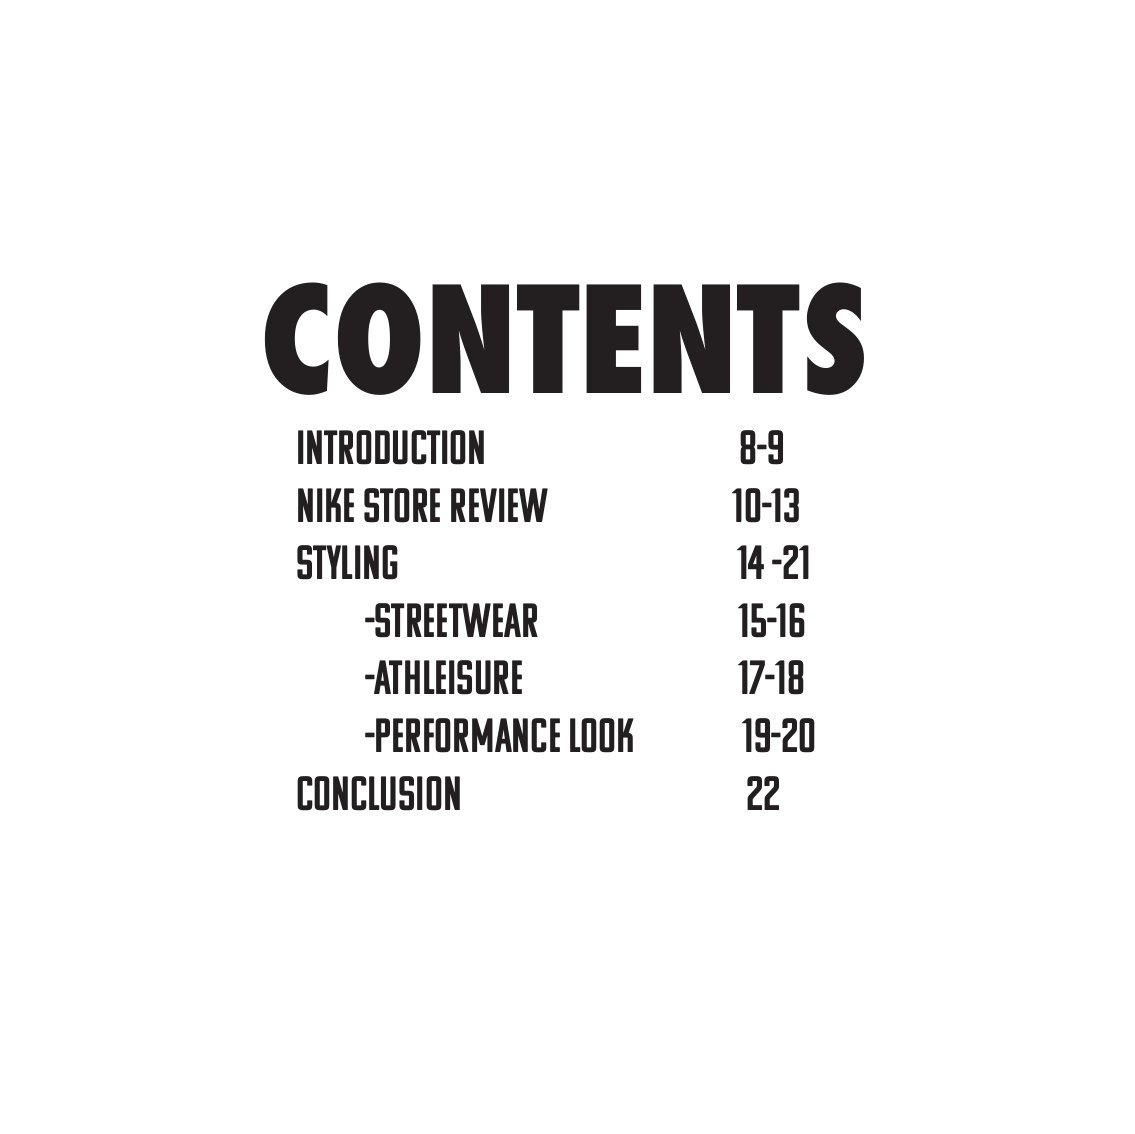 CONTENTS
INTRODUCTION 8-9
NIKE STORE REVIEW 10-13
STYLING 14 -21
-STREETWEAR 15-16
-ATHLEISURE 17-18
-PERFORMANCE LOOK 19-20
CONCLUSION 22